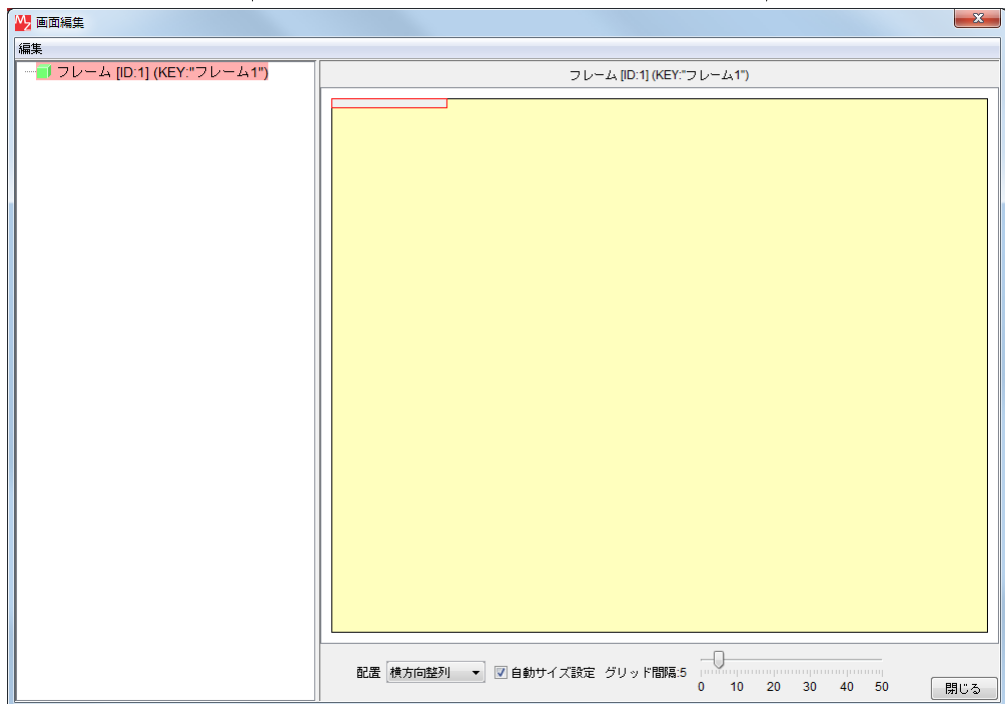 画面編集
編集
フレーム [ID:1] (KEY:"フレーム1")
フレーム [ID:1] (KEY:"フレーム1")
配置 横方向整列 自動サイズ設定 グリッド間隔:5
0 10 20 30 40 50
閉じる